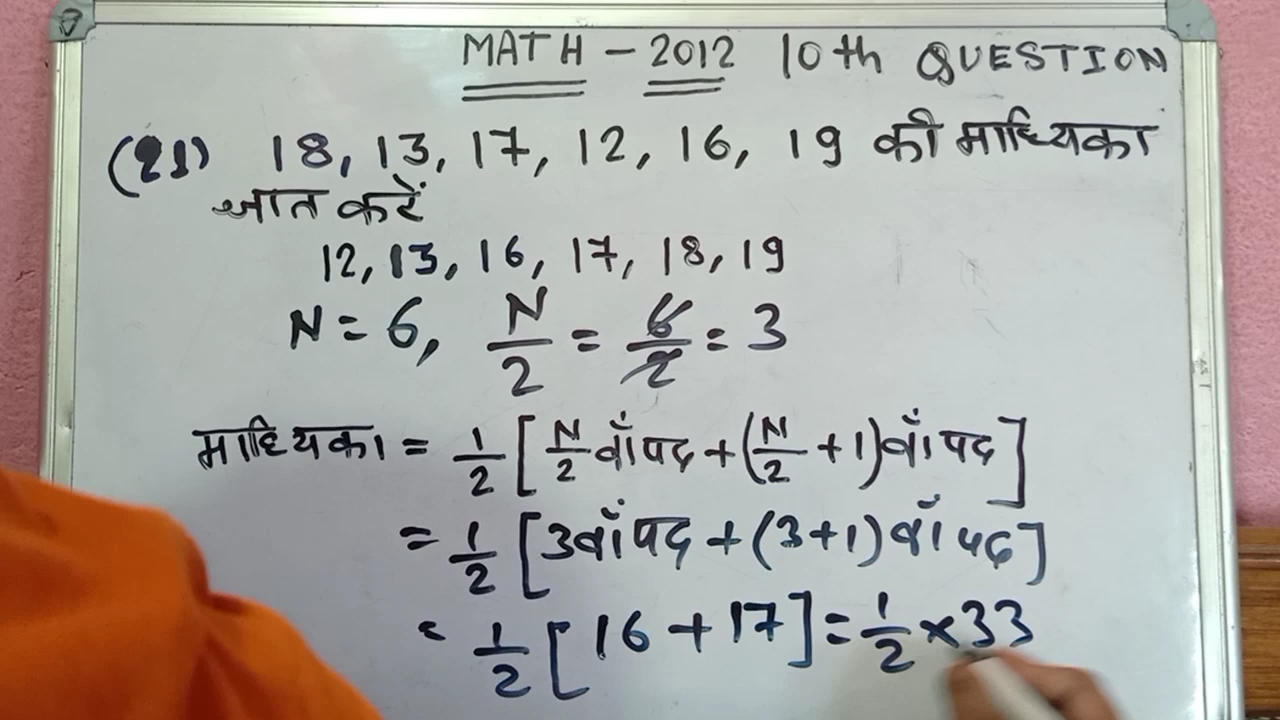 MATH - 2012 10th QUESTION
(21) 18, 13, 17, 12, 16, 19 की माध्यिका
ज्ञात करें
12, 13, 16, 17, 18, 19
N = 6, N/2 = 6/2 = 3
माध्यिका = 1/2 [N/2 वाँ पद + (N/2 + 1) वाँ पद]
= 1/2 [3वाँ पद + (3+1) वाँ पद]
= 1/2 [16 + 17] = 1/2 × 33